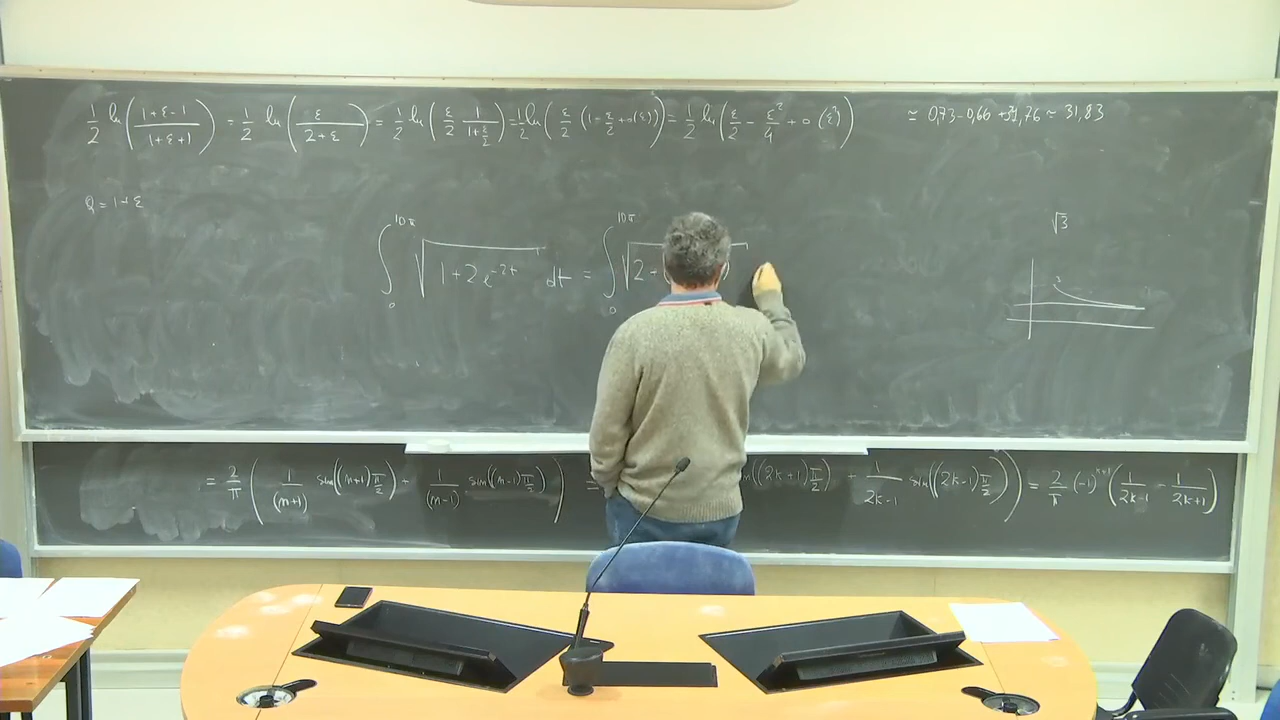 1/2 ln((1+ε-1)/(1+ε+1)) = 1/2 ln(ε/(2+ε)) = 1/2 ln(ε/2 1/(1+ε/2)) = 1/2 ln(ε/2 (1-ε/2+o(ε))) = 1/2 ln(ε/2 - ε²/4 + o(ε²))
≃ 0,73-0,66+31,76 ≃ 31,83
Q = 1+ε
√3
∫₀^{10π} √(1+2e^{-2t}) dt = ∫₀^{10π} √(2+
= 2/π (1/(n+1) sin((n+1)π/2) + 1/(n-1) sin((n-1)π/2)) = ((2k+1)π/2) + 1/(2k-1) sin((2k-1)π/2)) = 2/π (-1)^{k+1} (1/(2k-1) - 1/(2k+1))